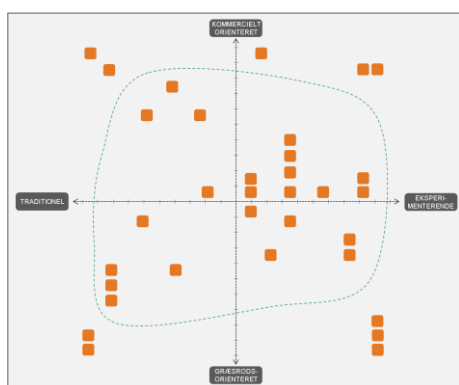 KOMMERCIELT
ORIENTERET
TRADITIONEL
EKSPERI-
MENTERENDE
GRÆSRODS-
ORIENTERET